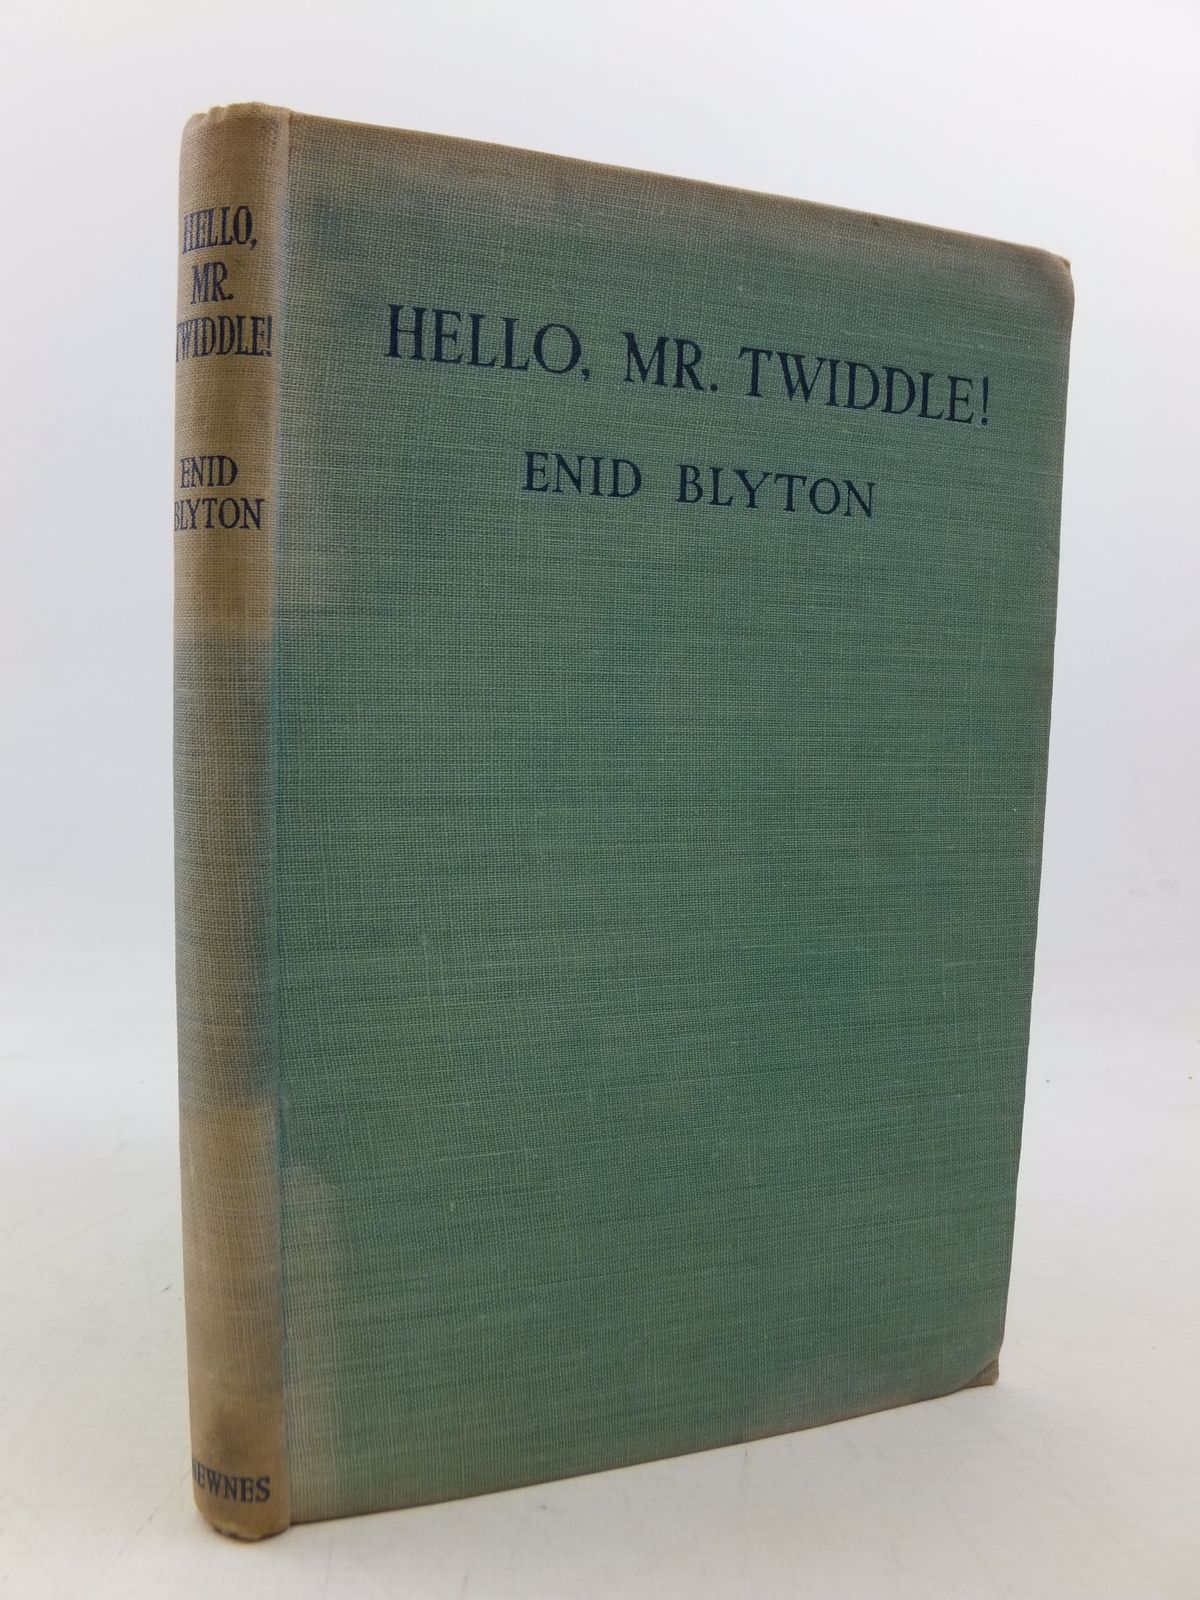 HELLO,
MR.
TWIDDLE!
ENID
BLYTON
NEWNES
HELLO, MR. TWIDDLE!
ENID BLYTON